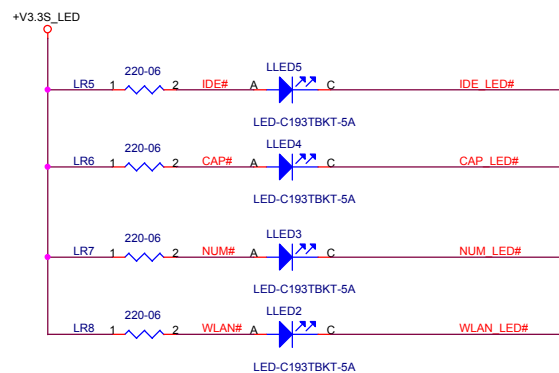 +V3.3S_LED
220-06 LLED5
LR5 1 2 IDE# A C IDE_LED#
LED-C193TBKT-5A
220-06 LLED4
LR6 1 2 CAP# A C CAP_LED#
LED-C193TBKT-5A
220-06 LLED3
LR7 1 2 NUM# A C NUM_LED#
LED-C193TBKT-5A
220-06 LLED2
LR8 1 2 WLAN# A C WLAN_LED#
LED-C193TBKT-5A